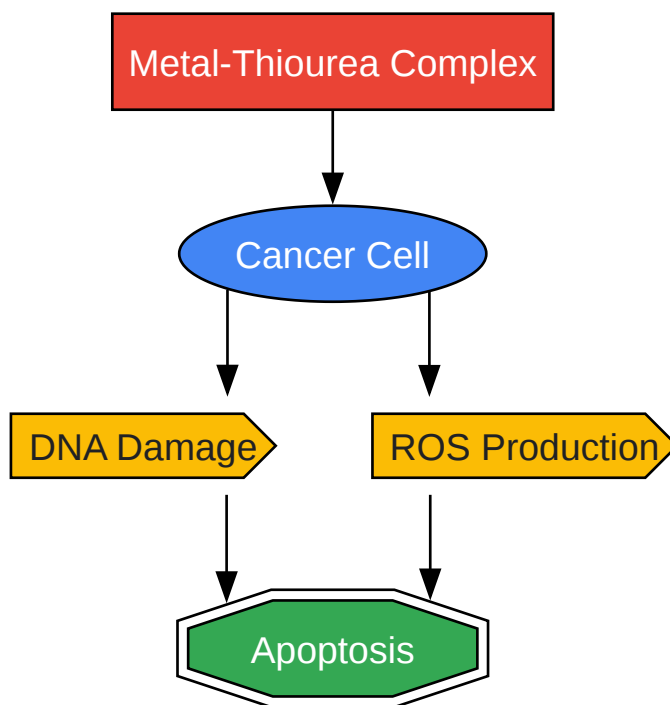 Metal-Thiourea Complex
Cancer Cell
DNA Damage
ROS Production
Apoptosis